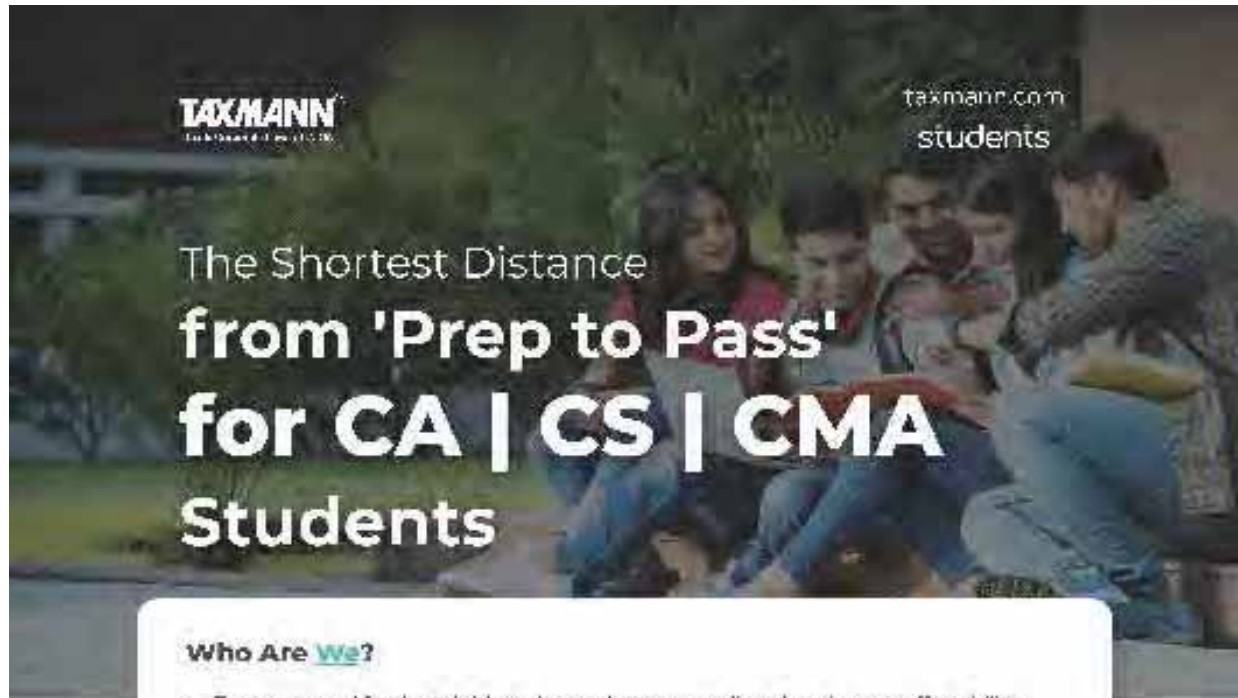 TAXMANN
taxmann.com
students
The Shortest Distance
from 'Prep to Pass'
for CA | CS | CMA
Students
Who Are We?